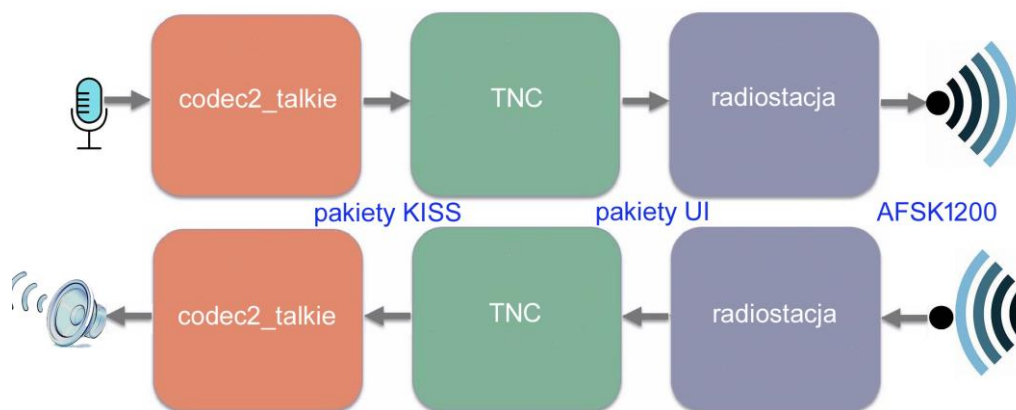 codec2_talkie
TNC
radiostacja
pakiety KISS
pakiety UI
AFSK1200
codec2_talkie
TNC
radiostacja